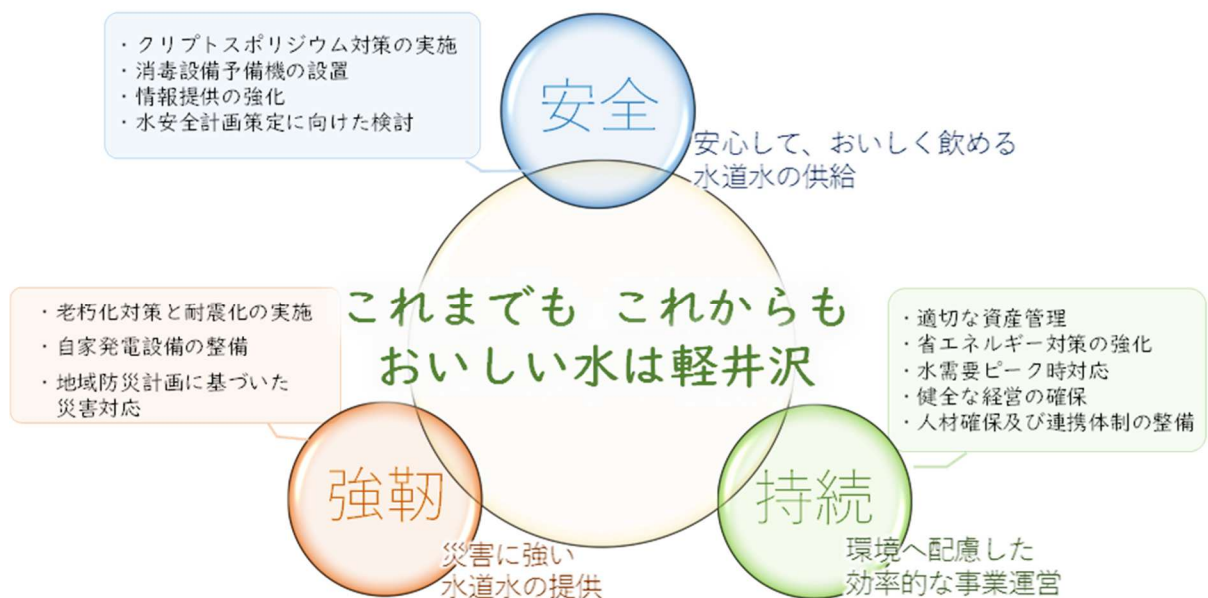 ・クリプトスポリジウム対策の実施
・消毒設備予備機の設置
・情報提供の強化
・水安全計画策定に向けた検討
安全
安心して、おいしく飲める
水道水の供給
これまでも これからも
おいしい水は軽井沢
・老朽化対策と耐震化の実施
・自家発電設備の整備
・地域防災計画に基づいた
災害対応
強靭
災害に強い
水道水の提供
・適切な資産管理
・省エネルギー対策の強化
・水需要ピーク時対応
・健全な経営の確保
・人材確保及び連携体制の整備
持続
環境へ配慮した
効率的な事業運営